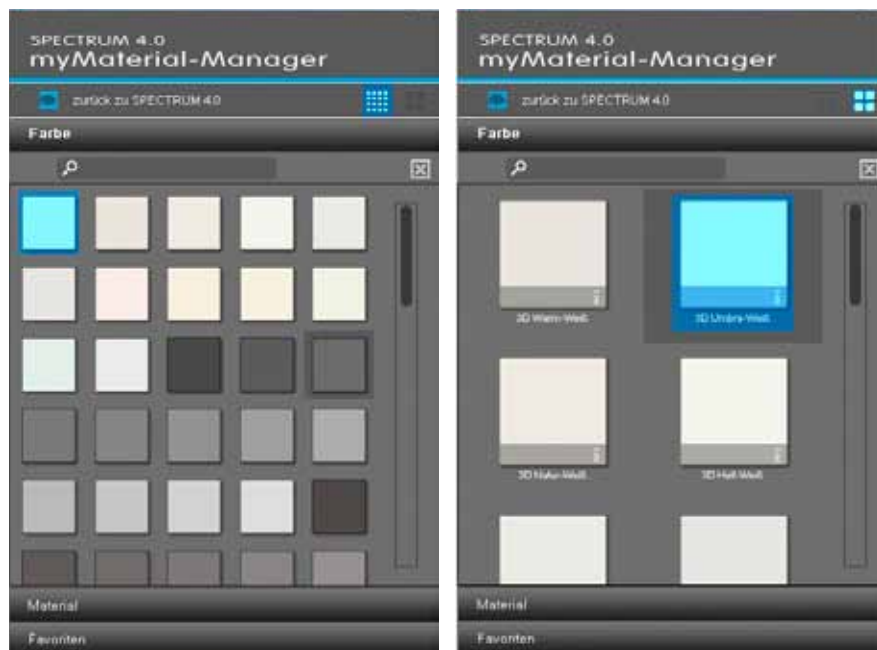 SPECTRUM 4.0
myMaterial-Manager
zurück zu SPECTRUM 4.0
Farbe
Material
Favoriten
SPECTRUM 4.0
myMaterial-Manager
zurück zu SPECTRUM 4.0
Farbe
3D Warm-Weiß
3D Umbra-Weiß
3D Natur-Weiß
3D Hell-Weiß
Material
Favoriten